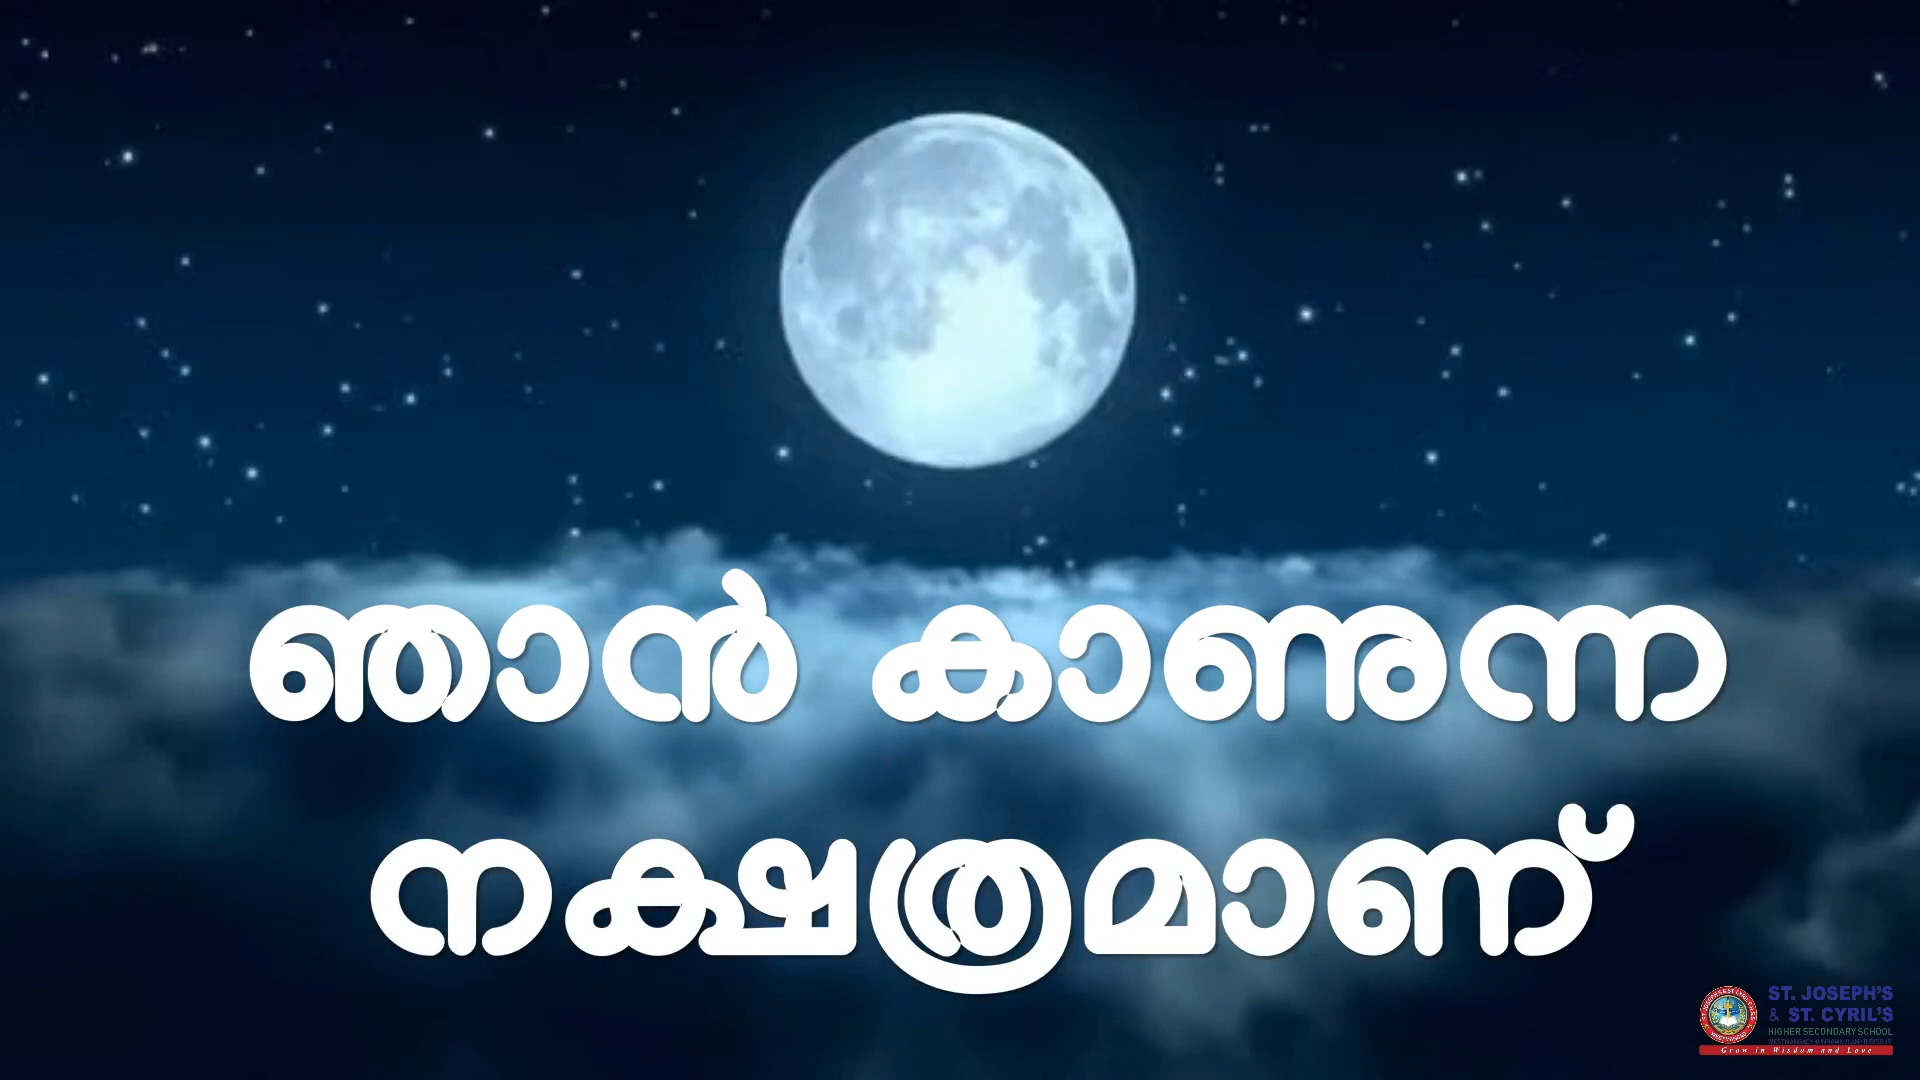 ഞാൻ കാണുന്ന
നക്ഷത്രമാണ്
ST. JOSEPH'S
& ST. CYRIL'S
HIGHER SECONDARY SCHOOL
Grow in Wisdom and Love